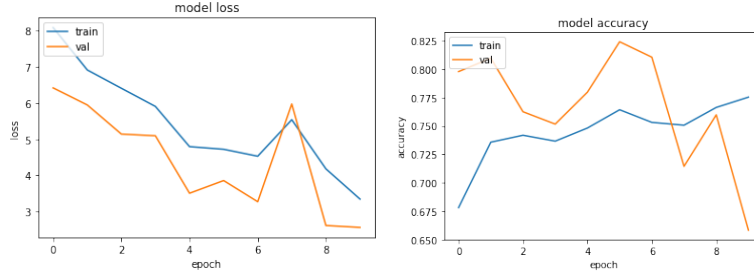 model loss
train
val
8
7
6
5
4
3
loss
0 2 4 6 8
epoch
model accuracy
train
val
0.825
0.800
0.775
0.750
0.725
0.700
0.675
0.650
accuracy
0 2 4 6 8
epoch